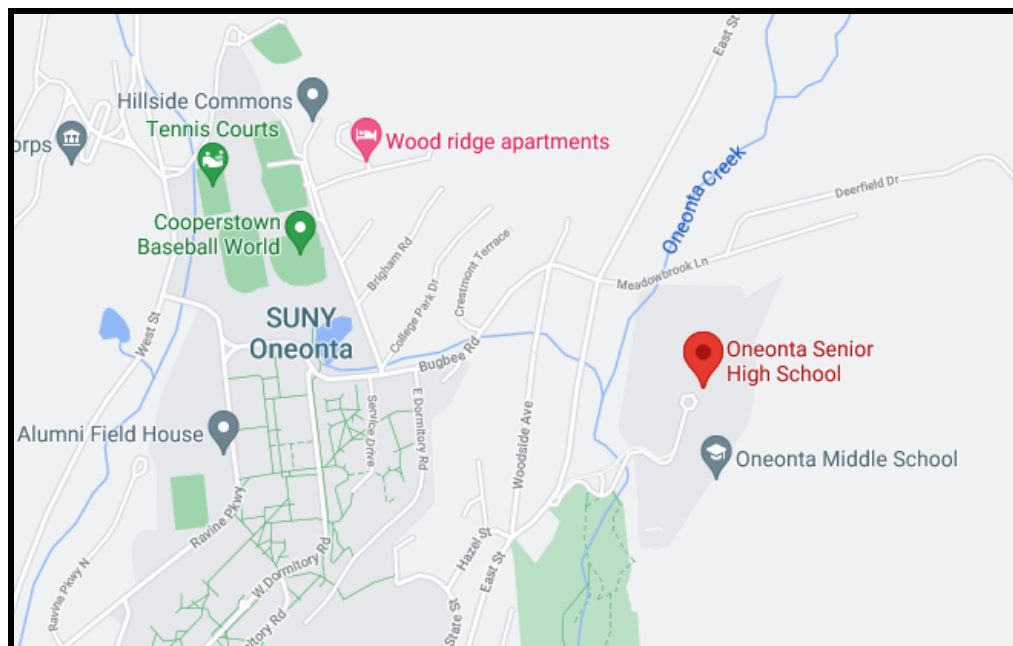 East St
Hillside Commons
Tennis Courts
orps
Wood ridge apartments
Oneonta Creek
Deerfield Dr
Cooperstown
Baseball World
Brigham Rd
College Park Dr
Crestmont Terrace
Meadowbrook Ln
West St
SUNY
Oneonta
Bugbee Rd
Oneonta Senior
High School
Service Drive
E Dormitory Rd
Woodside Ave
Alumni Field House
Oneonta Middle School
Ravine Pkwy
Hazel St
East St
W Dormitory Rd
Ravine Pkwy N
State St
mitory Rd